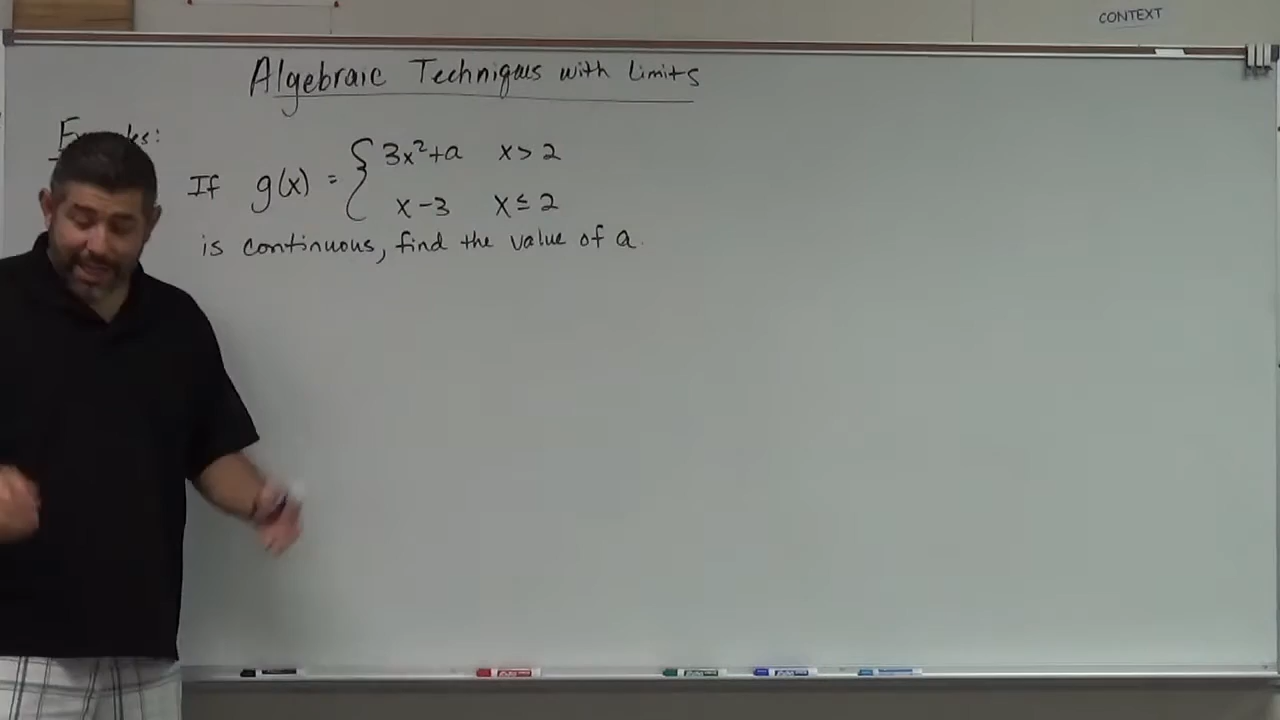 CONTEXT
Algebraic Techniques with Limits
If g(x) = { 3x²+a x > 2
x-3 x ≤ 2
is continuous, find the value of a.